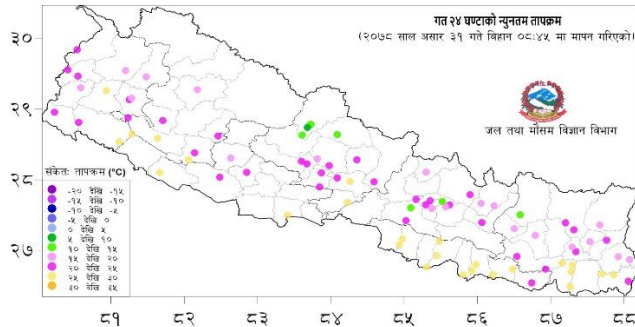 गत २४ घण्टाको न्युनतम तापक्रम
(२०७८ साल असार ३१ गते विहान ०८:४५ मा मापन गरिएको)
जल तथा मौसम विज्ञान विभाग
३०
२९
२८
२७
संकेतः तापक्रम (°C)
-२० देखि -१५
-१५ देखि -१०
-१० देखि -५
-५ देखि ०
० देखि ५
५ देखि १०
१० देखि १५
१५ देखि २०
२० देखि २५
२५ देखि ३०
३० देखि ३५
८१ ८२ ८३ ८४ ८५ ८६ ८७ ८८